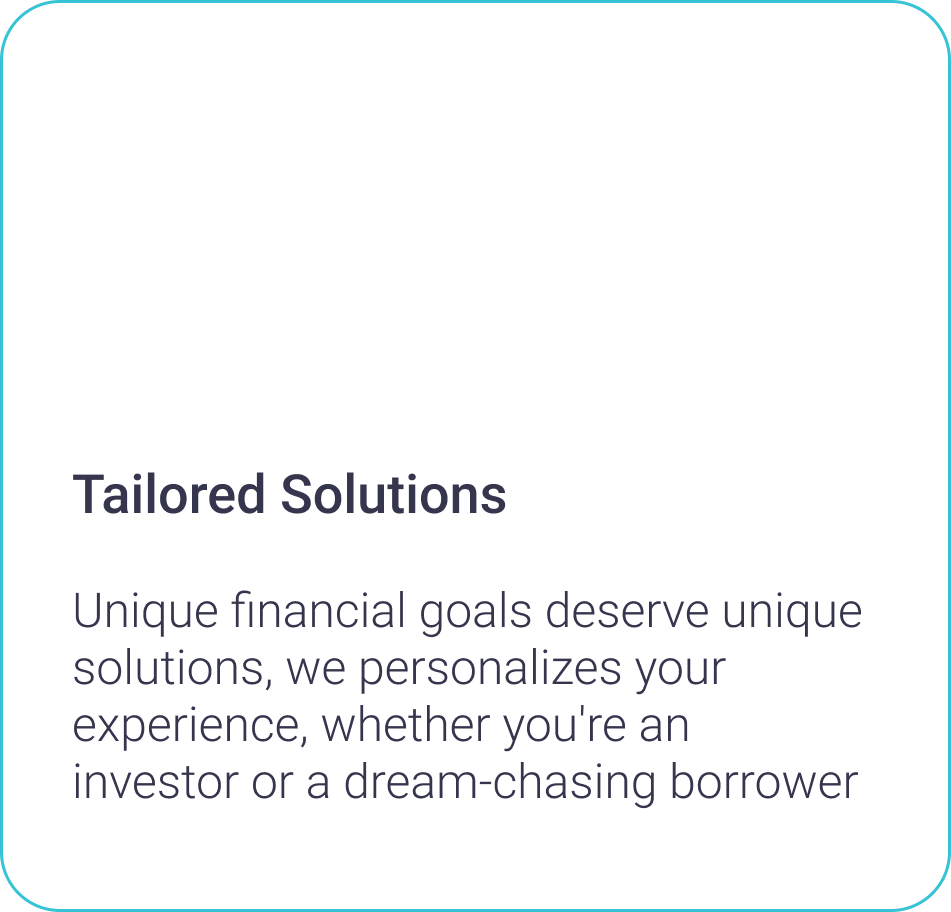 Tailored Solutions
Unique financial goals deserve unique
solutions, we personalizes your
experience, whether you're an
investor or a dream-chasing borrower